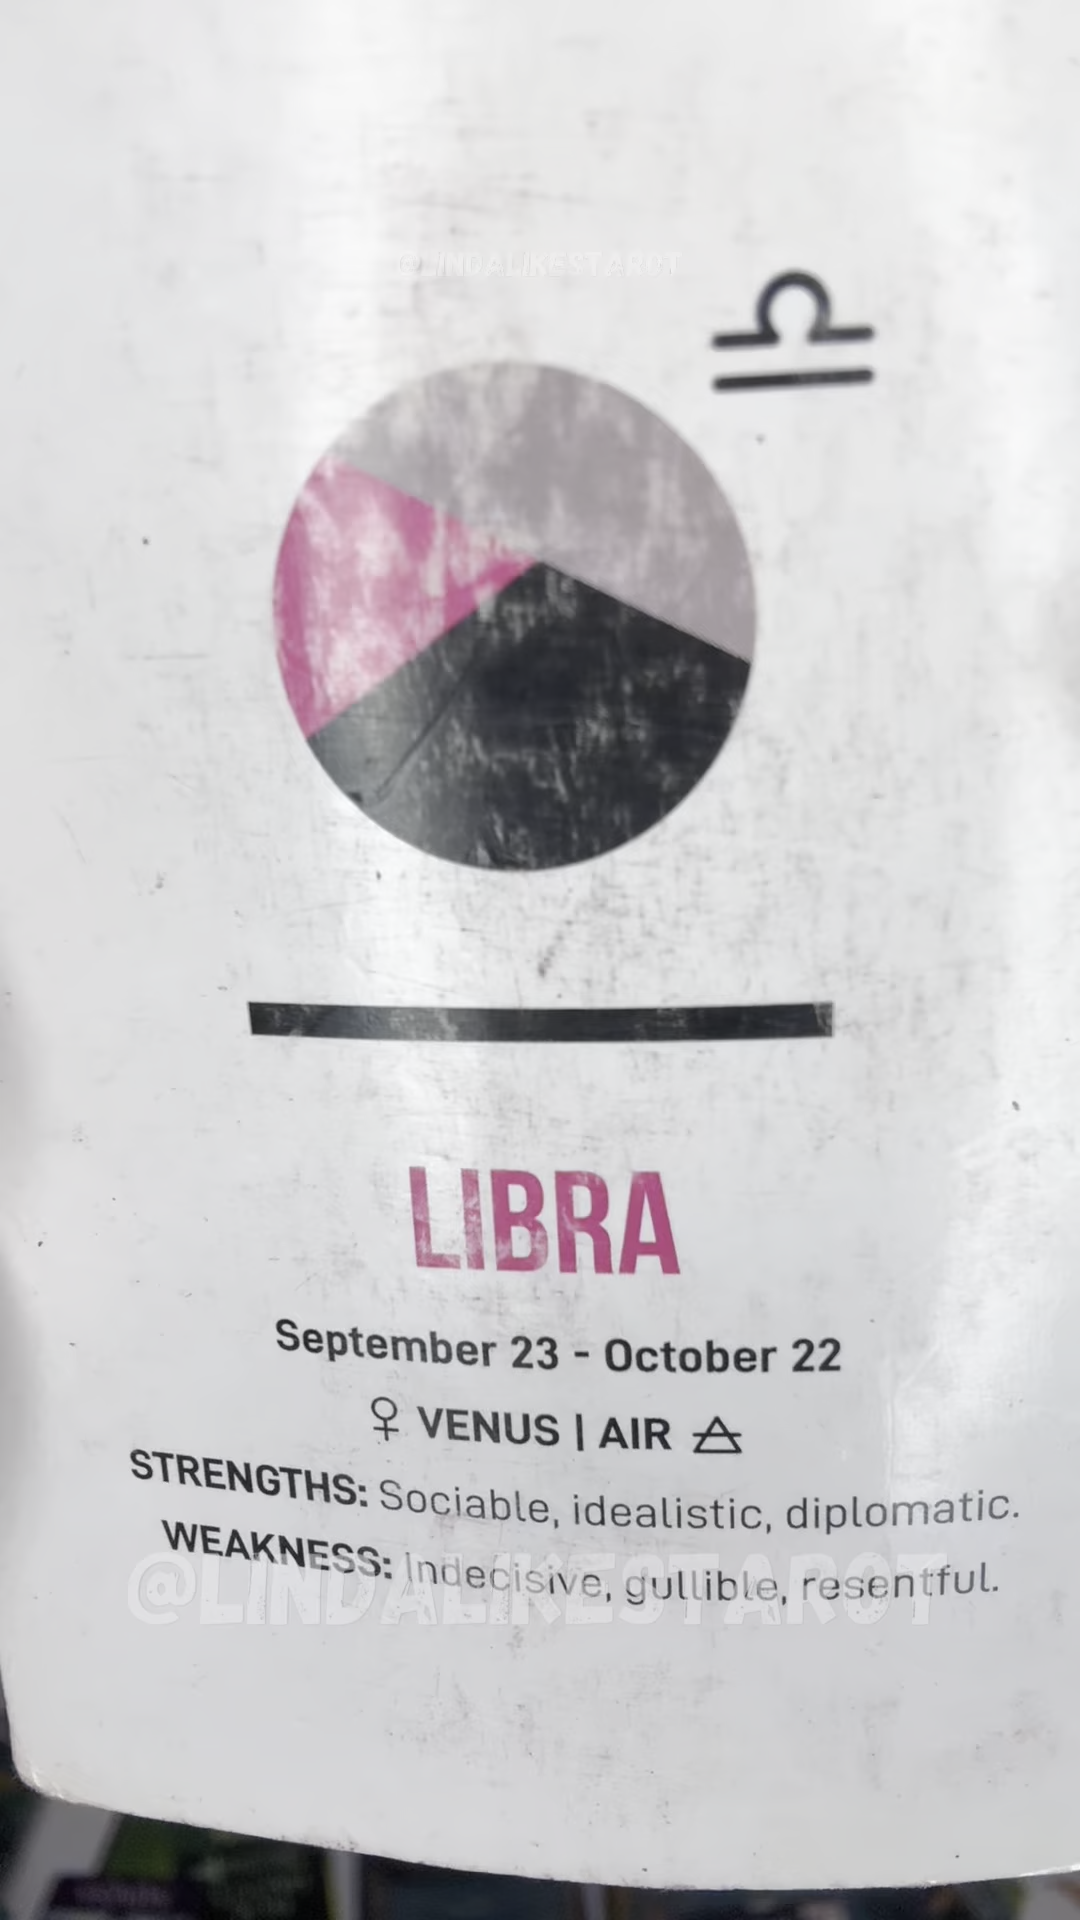 @LINDALIKESTAROT
♎
LIBRA
September 23 - October 22
♀ VENUS | AIR 🜁
STRENGTHS: Sociable, idealistic, diplomatic.
WEAKNESS: Indecisive, gullible, resentful.
@LINDALIKESTAROT